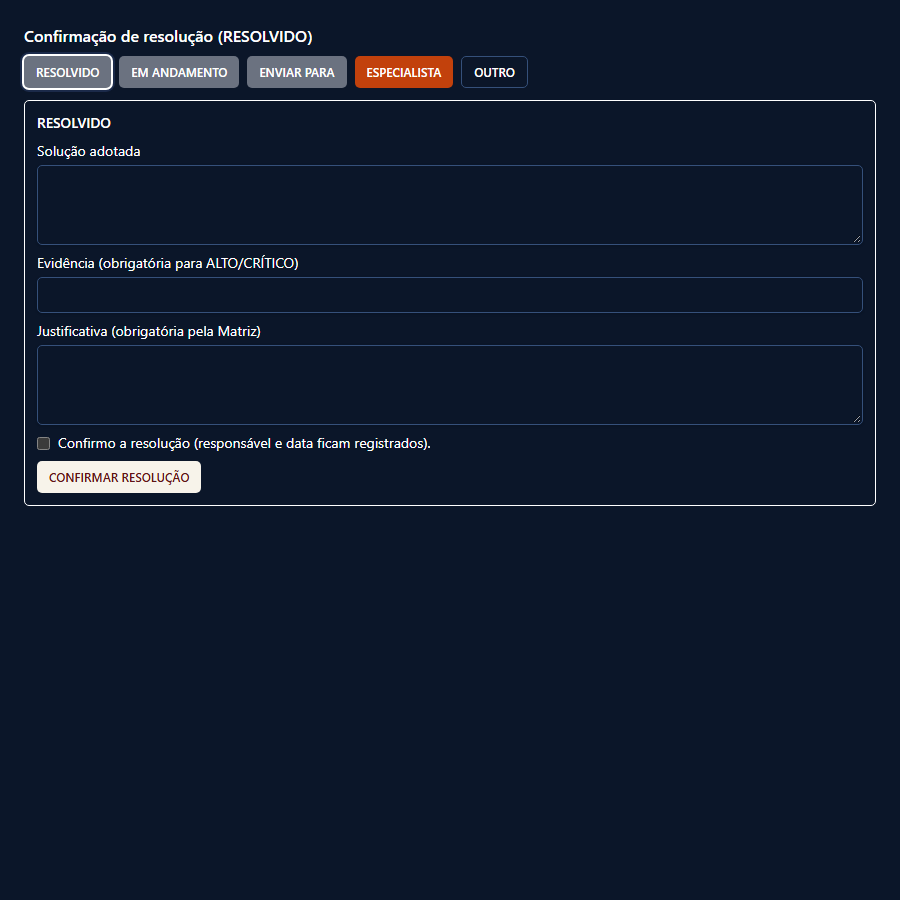 Confirmação de resolução (RESOLVIDO)
RESOLVIDO EM ANDAMENTO ENVIAR PARA ESPECIALISTA OUTRO
RESOLVIDO
Solução adotada
Evidência (obrigatória para ALTO/CRÍTICO)
Justificativa (obrigatória pela Matriz)
Confirmo a resolução (responsável e data ficam registrados).
CONFIRMAR RESOLUÇÃO